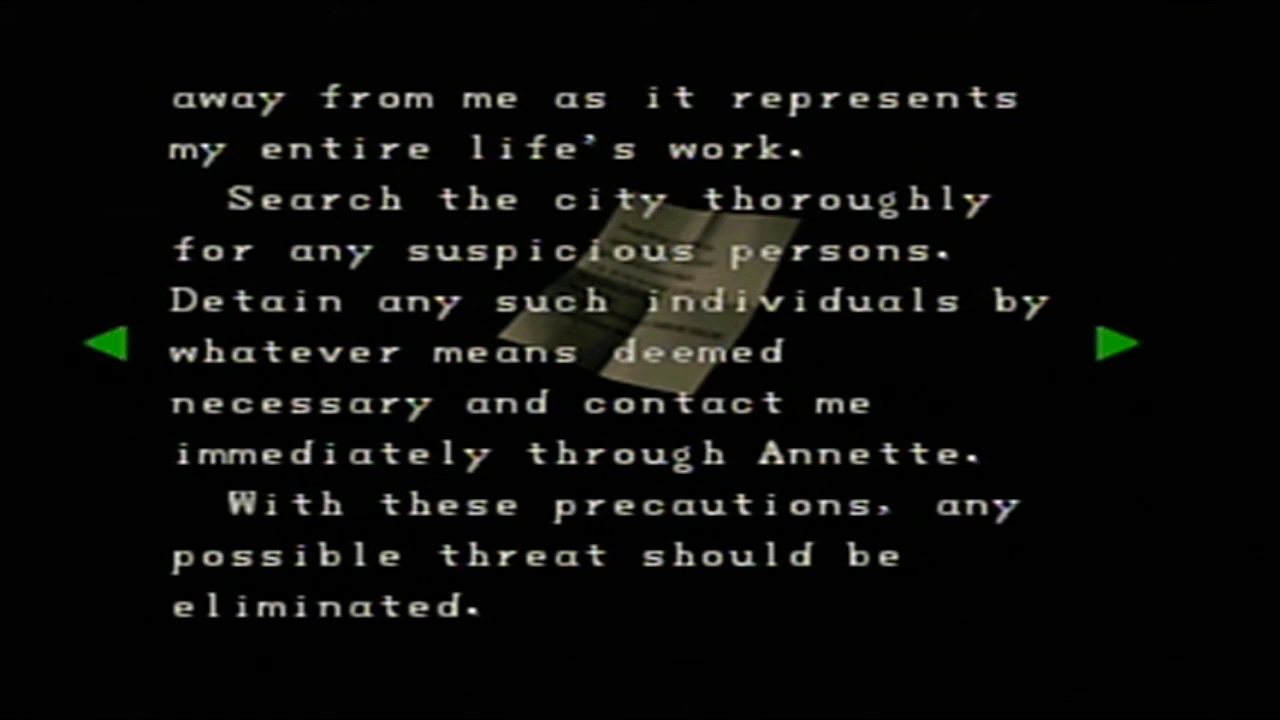 away from me as it represents
my entire life's work.
Search the city thoroughly
for any suspicious persons.
Detain any such individuals by
whatever means deemed
necessary and contact me
immediately through Annette.
With these precautions, any
possible threat should be
eliminated.